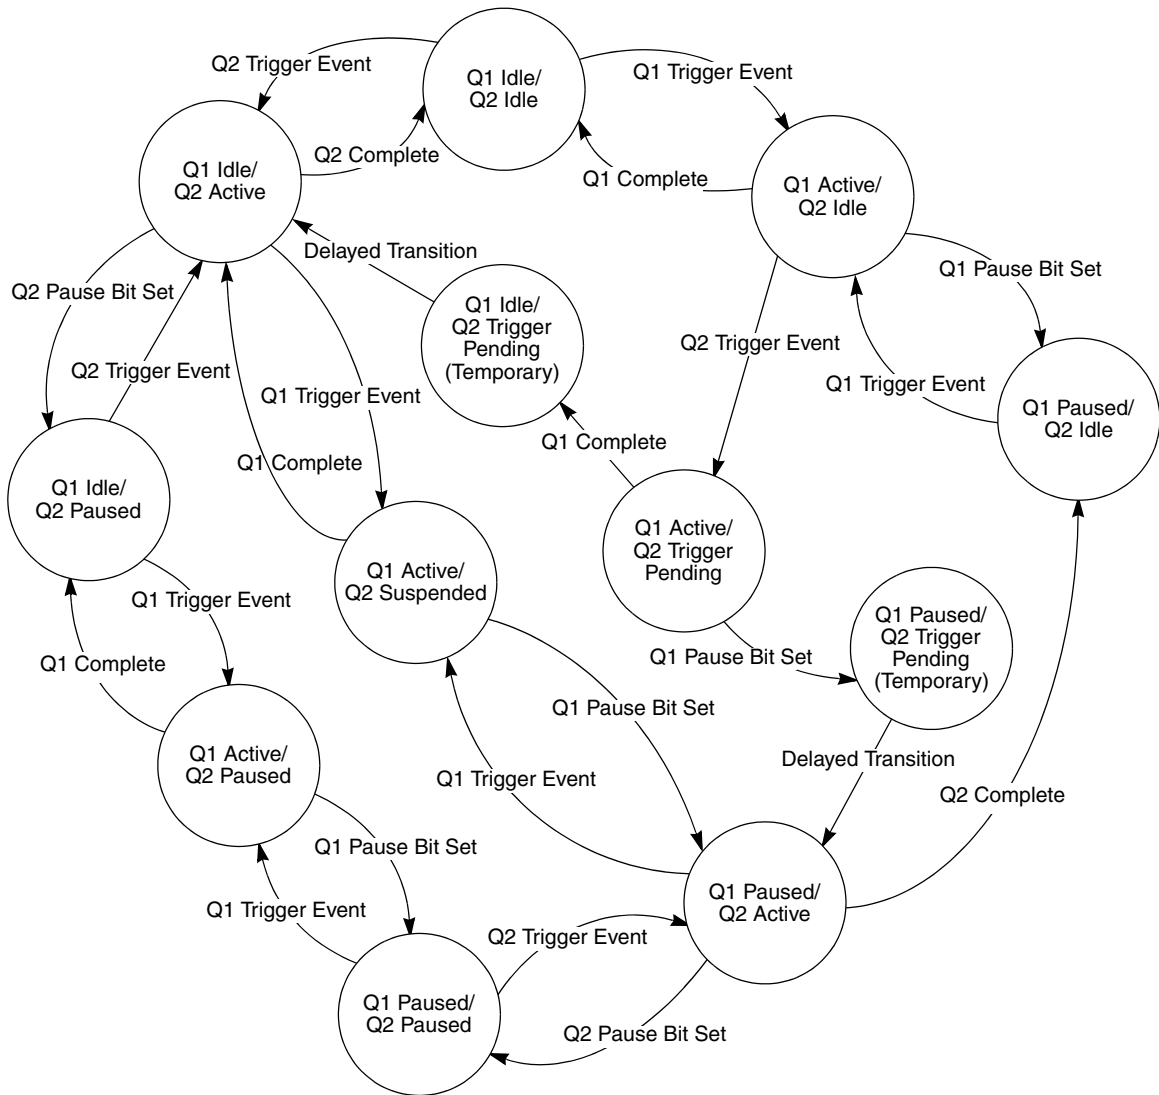 Q2 Trigger Event
Q1 Idle/
Q2 Idle
Q1 Trigger Event
Q2 Complete
Q1 Complete
Q1 Idle/
Q2 Active
Q1 Active/
Q2 Idle
Delayed Transition
Q1 Pause Bit Set
Q2 Pause Bit Set
Q1 Idle/
Q2 Trigger
Pending
(Temporary)
Q2 Trigger Event
Q2 Trigger Event
Q1 Trigger Event
Q1 Trigger Event
Q1 Paused/
Q2 Idle
Q1 Complete
Q1 Complete
Q1 Idle/
Q2 Paused
Q1 Active/
Q2 Trigger
Pending
Q1 Active/
Q2 Suspended
Q1 Trigger Event
Q1 Paused/
Q2 Trigger
Pending
(Temporary)
Q1 Complete
Q1 Pause Bit Set
Q1 Pause Bit Set
Q1 Active/
Q2 Paused
Q1 Trigger Event
Delayed Transition
Q2 Complete
Q1 Pause Bit Set
Q1 Paused/
Q2 Active
Q1 Trigger Event
Q2 Trigger Event
Q1 Paused/
Q2 Paused
Q2 Pause Bit Set